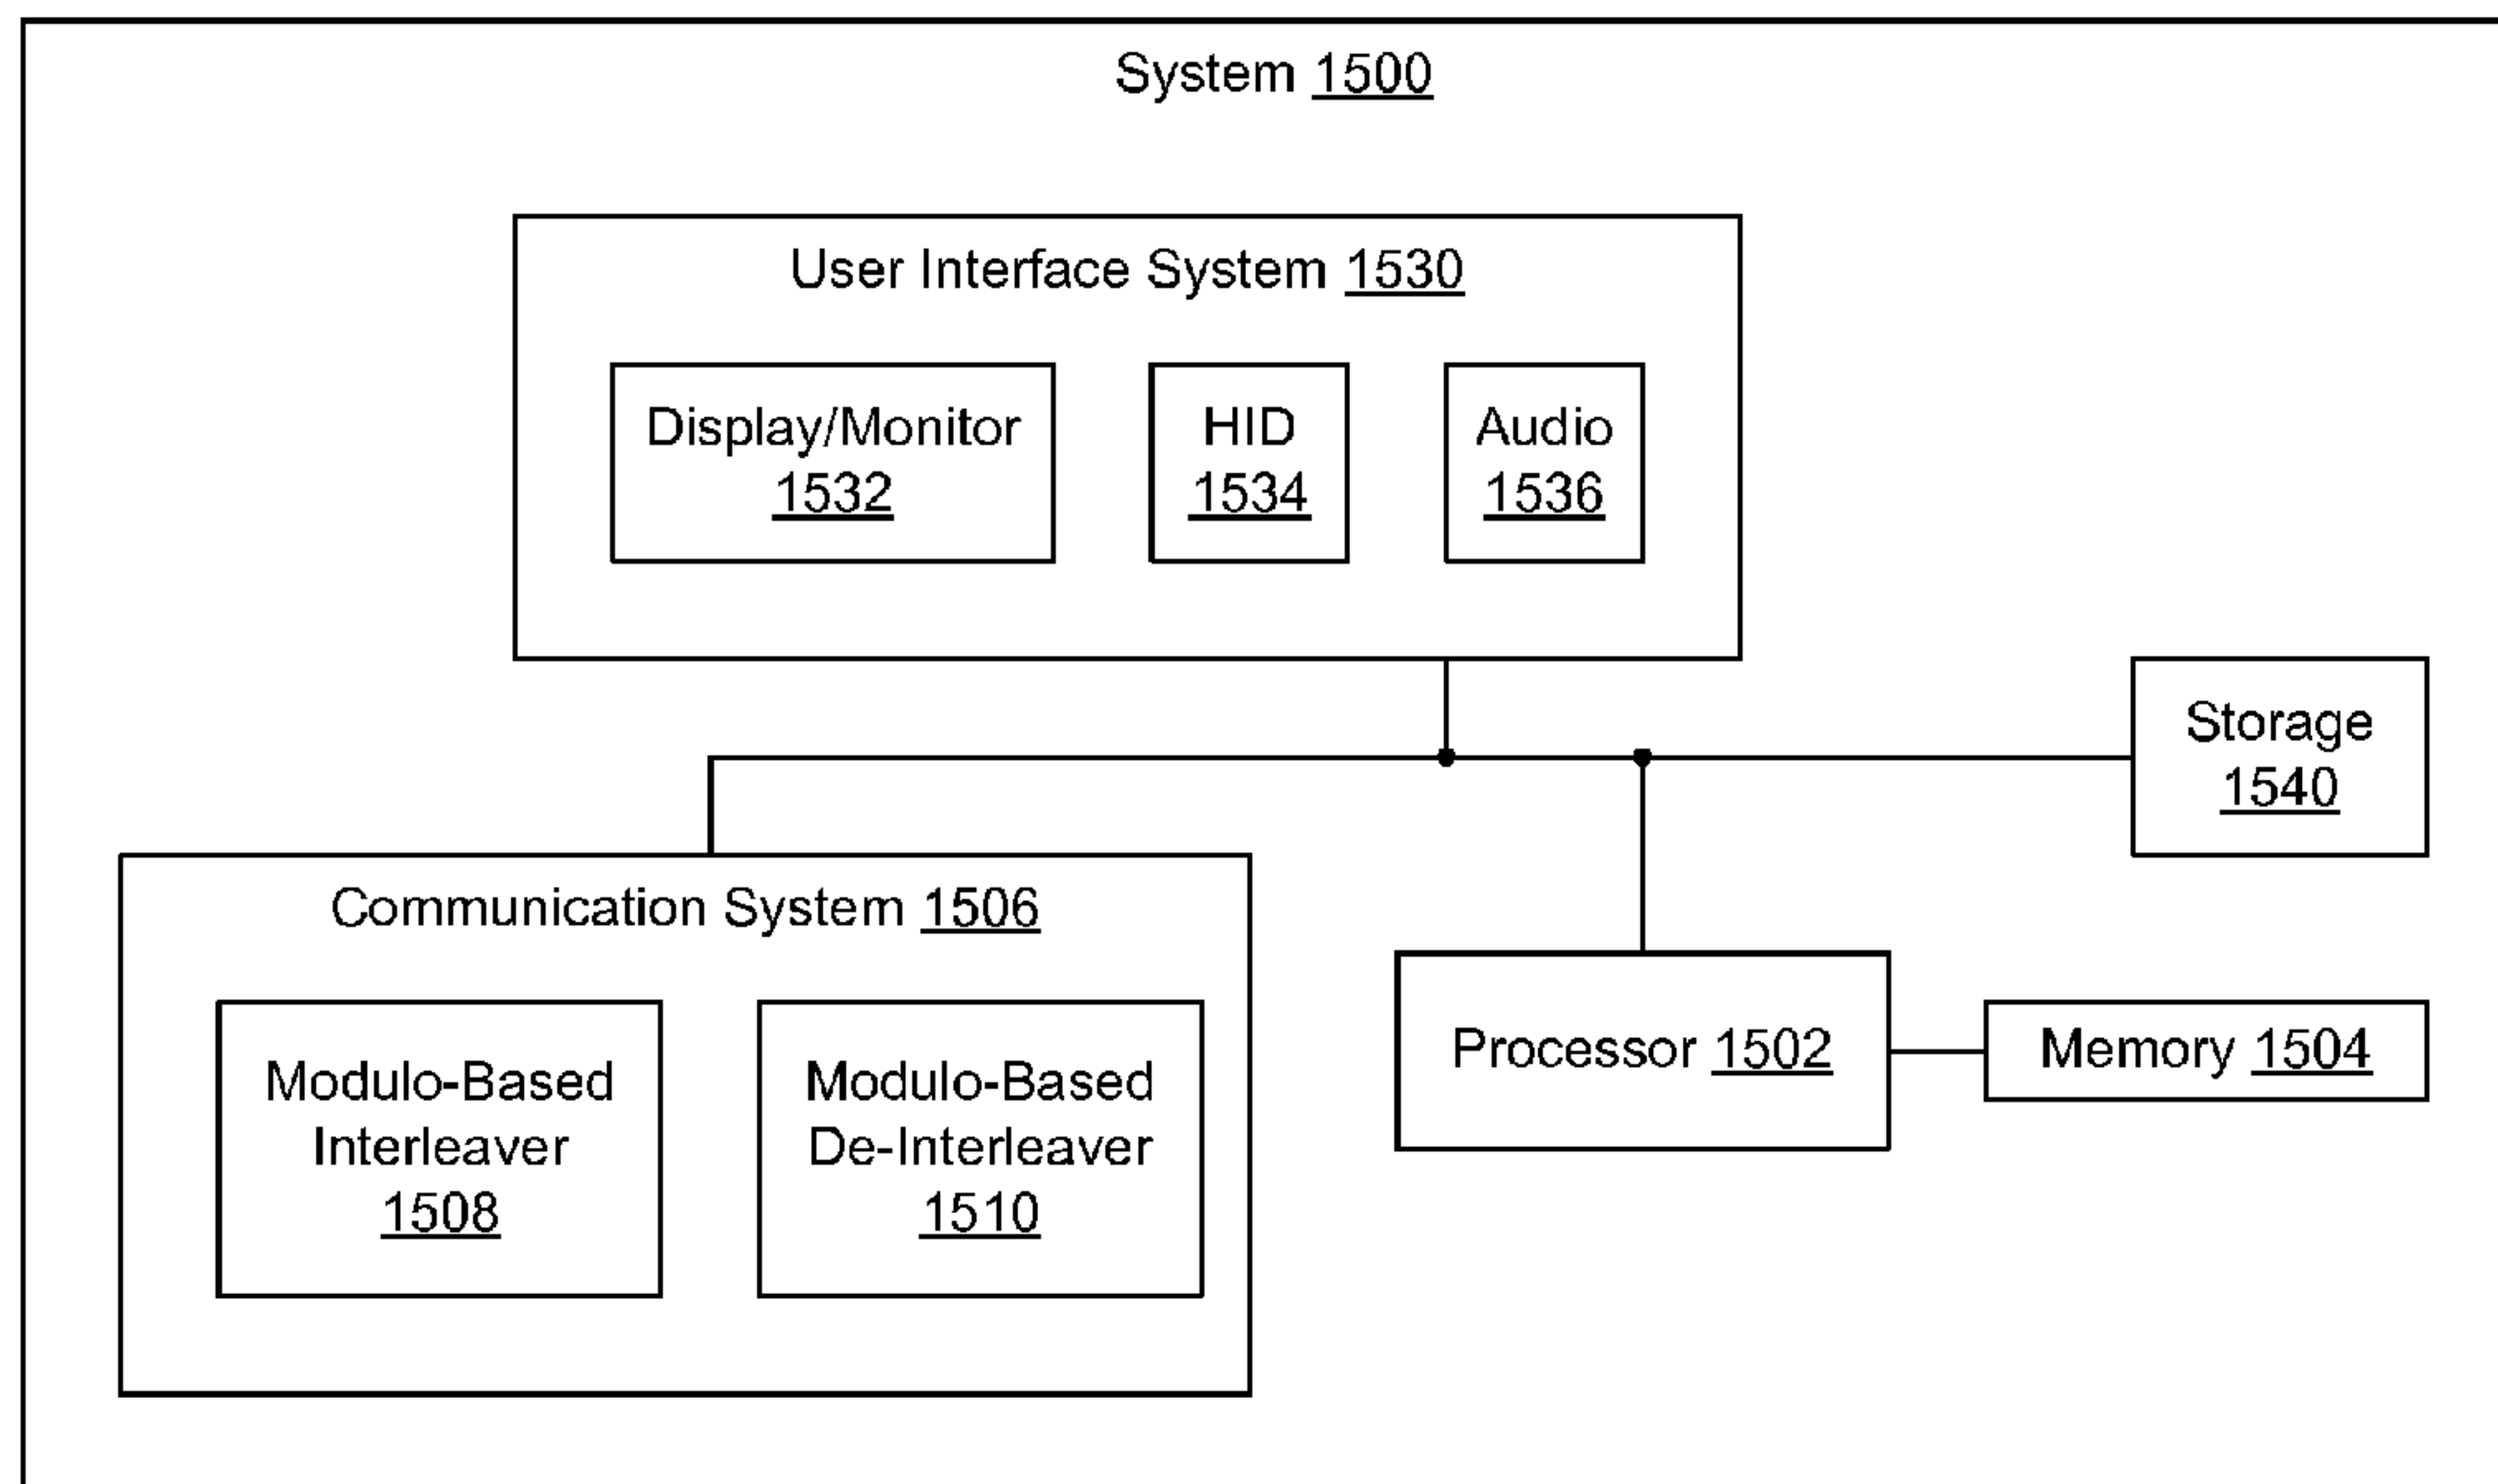 System 1500
User Interface System 1530
Display/Monitor
1532
HID
1534
Audio
1536
Storage
1540
Communication System 1506
Modulo-Based
Interleaver
1508
Modulo-Based
De-Interleaver
1510
Processor 1502
Memory 1504